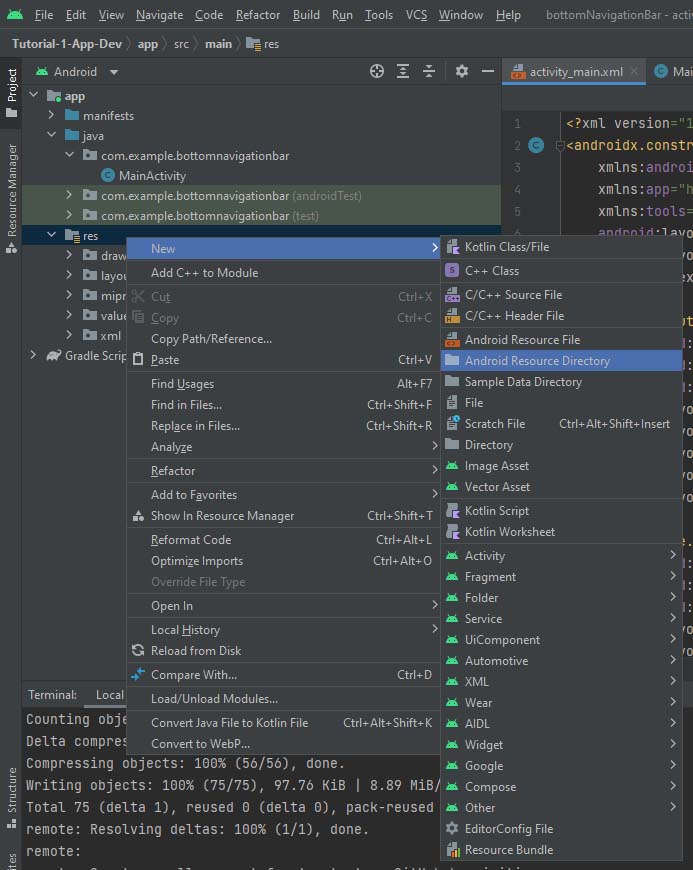 File Edit View Navigate Code Refactor Build Run Tools VCS Window Help bottomNavigationBar -
Tutorial-1-App-Dev app src main res
Project
Android
activity_main.xml
app
manifests
java
com.example.bottomnavigationbar
MainActivity
com.example.bottomnavigationbar (androidTest)
com.example.bottomnavigationbar (test)
res
xml
Resource Manager
1
2
3
4
5
6
<?xml version="1
<androidx.constr
xmlns:androi
xmlns:app="h
xmlns:tools=
android:layo
New
Add C++ to Module
Cut Ctrl+X
Copy Ctrl+C
Copy Path/Reference...
Paste Ctrl+V
Find Usages Alt+F7
Find in Files... Ctrl+Shift+F
Replace in Files... Ctrl+Shift+R
Analyze
Refactor
Add to Favorites
Show In Resource Manager Ctrl+Shift+T
Reformat Code Ctrl+Alt+L
Optimize Imports Ctrl+Alt+O
Override File Type
Open In
Local History
Reload from Disk
Compare With... Ctrl+D
Load/Unload Modules...
Convert Java File to Kotlin File Ctrl+Alt+Shift+K
Convert to WebP...
Kotlin Class/File
C++ Class
C/C++ Source File
C/C++ Header File
Android Resource File
Android Resource Directory
Sample Data Directory
File
Scratch File Ctrl+Alt+Shift+Insert
Directory
Image Asset
Vector Asset
Kotlin Script
Kotlin Worksheet
Activity
Fragment
Folder
Service
UiComponent
Automotive
XML
Wear
AIDL
Widget
Google
Compose
Other
EditorConfig File
Resource Bundle
Structure
Terminal: Local
Counting obje
Delta compres
Compressing objects: 100% (56/56), done.
Writing objects: 100% (75/75), 97.76 KiB | 8.89 MiB/
Total 75 (delta 1), reused 0 (delta 0), pack-reused
remote: Resolving deltas: 100% (1/1), done.
remote: